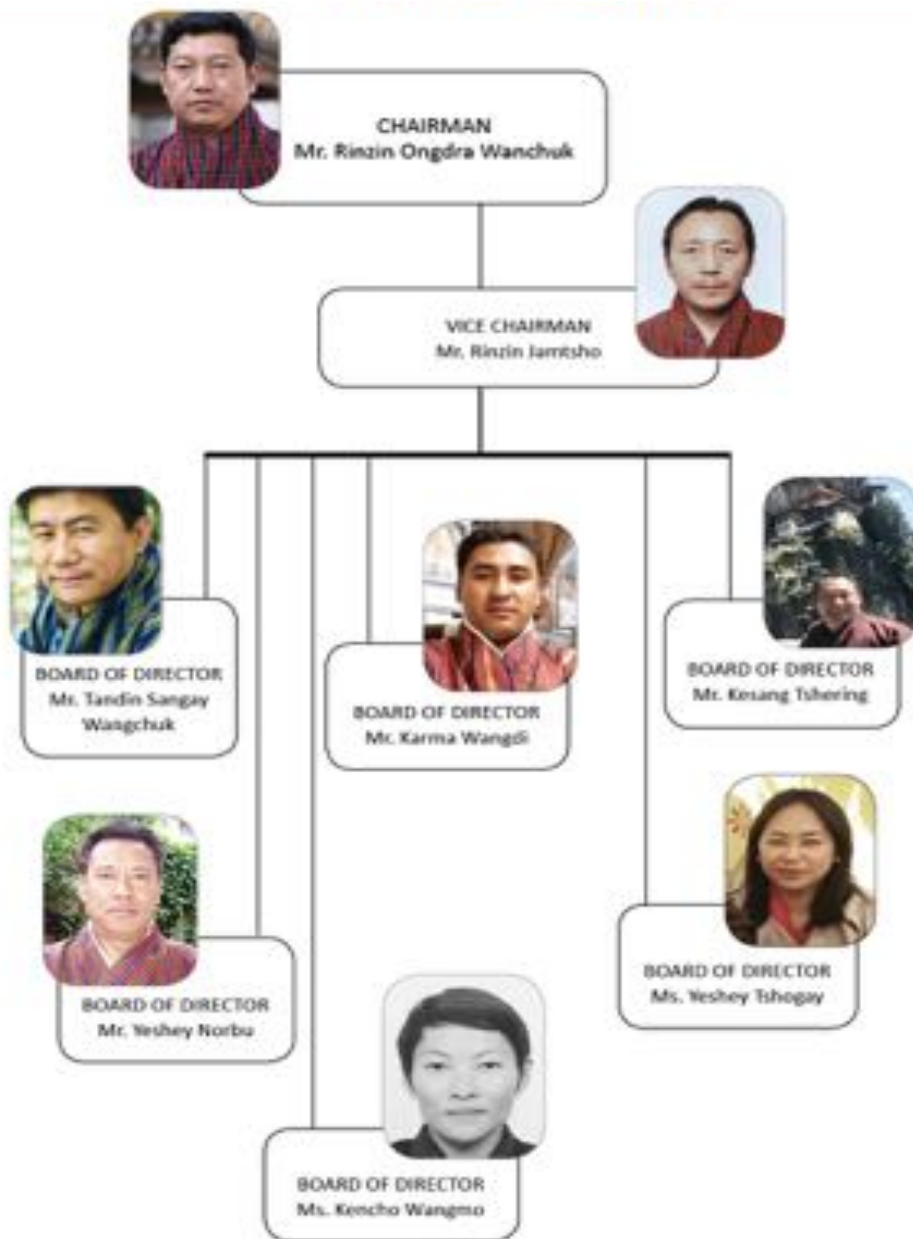 CHAIRMAN
Mr. Rinzin Ongdra Wanchuk
VICE CHAIRMAN
Mr. Rinzin Jamtsho
BOARD OF DIRECTOR
Mr. Tandin Sangay
Wangchuk
BOARD OF DIRECTOR
Mr. Karma Wangdi
BOARD OF DIRECTOR
Mr. Kesang Tshering
BOARD OF DIRECTOR
Mr. Yeshey Norbu
BOARD OF DIRECTOR
Ms. Yeshey Tshogay
BOARD OF DIRECTOR
Ms. Kencho Wangmo